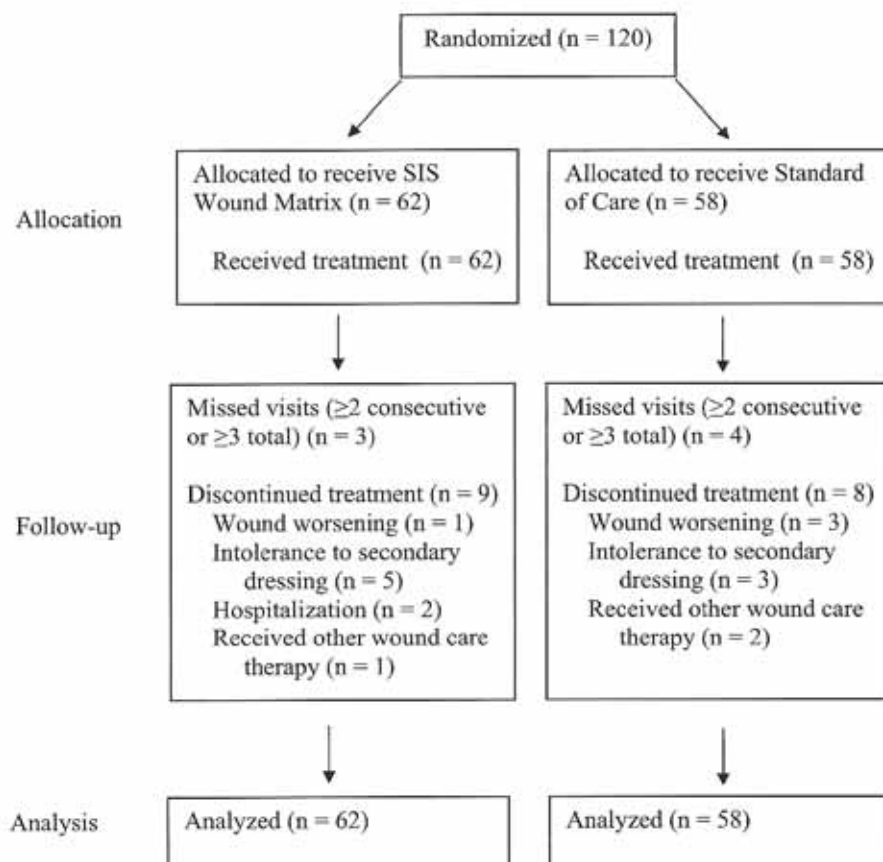 Randomized (n = 120)
Allocation
Allocated to receive SIS
Wound Matrix (n = 62)
Received treatment (n = 62)
Allocated to receive Standard
of Care (n = 58)
Received treatment (n = 58)
Follow-up
Missed visits (≥2 consecutive
or ≥3 total) (n = 3)
Discontinued treatment (n = 9)
Wound worsening (n = 1)
Intolerance to secondary
dressing (n = 5)
Hospitalization (n = 2)
Received other wound care
therapy (n = 1)
Missed visits (≥2 consecutive
or ≥3 total) (n = 4)
Discontinued treatment (n = 8)
Wound worsening (n = 3)
Intolerance to secondary
dressing (n = 3)
Received other wound care
therapy (n = 2)
Analysis
Analyzed (n = 62)
Analyzed (n = 58)